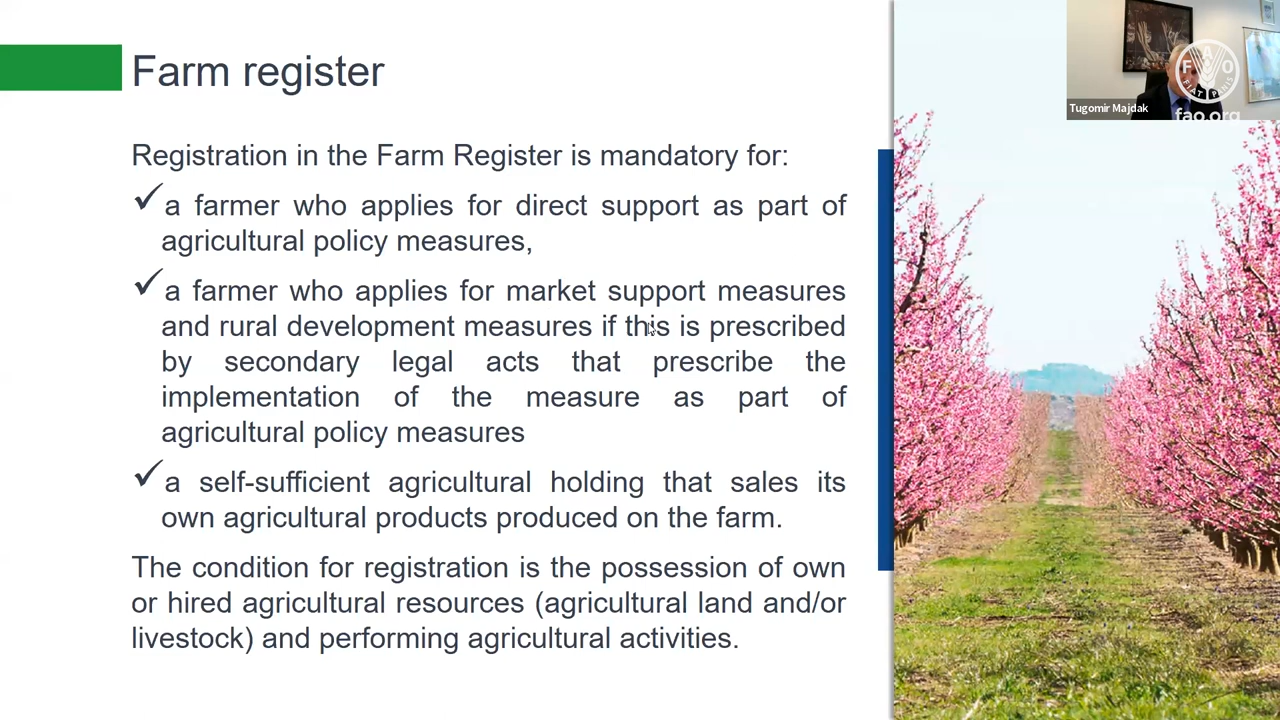 Farm register
Registration in the Farm Register is mandatory for:
a farmer who applies for direct support as part of
agricultural policy measures,
a farmer who applies for market support measures
and rural development measures if this is prescribed
by secondary legal acts that prescribe the
implementation of the measure as part of
agricultural policy measures
a self-sufficient agricultural holding that sales its
own agricultural products produced on the farm.
The condition for registration is the possession of own
or hired agricultural resources (agricultural land and/or
livestock) and performing agricultural activities.
F A O
FIAT PANIS
Tugomir Majdak
fao.org